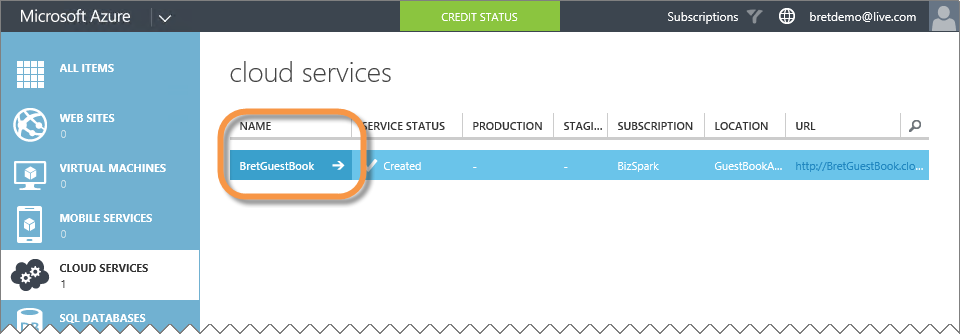 Microsoft Azure
CREDIT STATUS
Subscriptions
bretdemo@live.com
ALL ITEMS
WEB SITES
0
VIRTUAL MACHINES
0
MOBILE SERVICES
0
CLOUD SERVICES
1
SQL DATABASES
cloud services
NAME SERVICE STATUS PRODUCTION STAGI... SUBSCRIPTION LOCATION URL
BretGuestBook → Created - - BizSpark GuestBookA... http://BretGuestBook.clo...